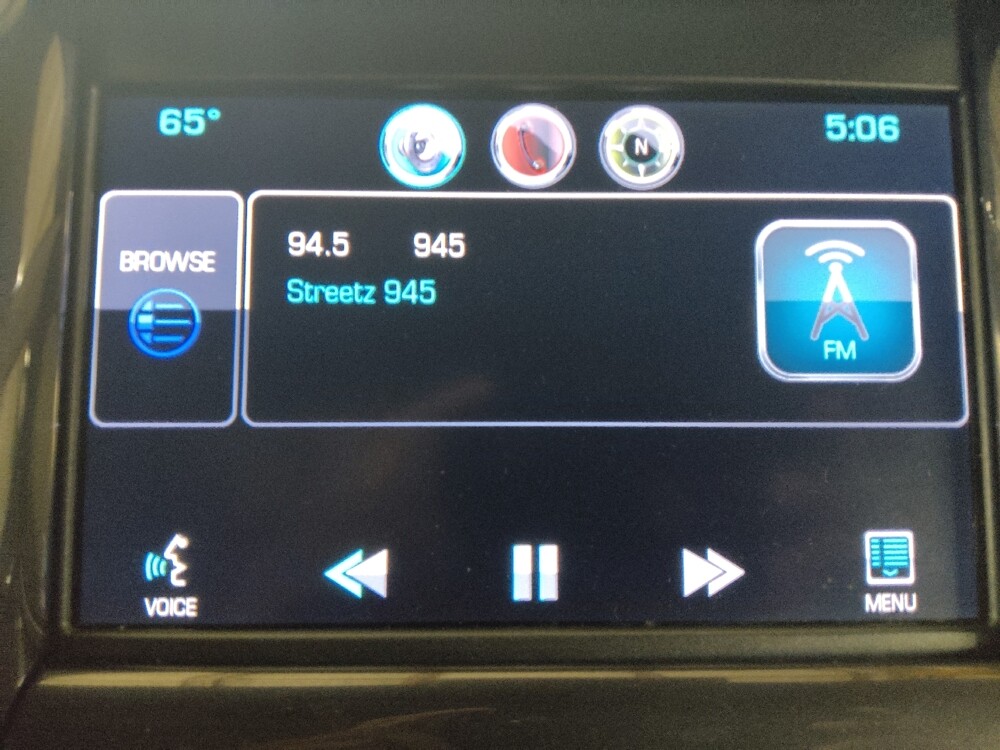 65°
N
5:06
BROWSE
94.5 945
Streetz 945
FM
VOICE
MENU